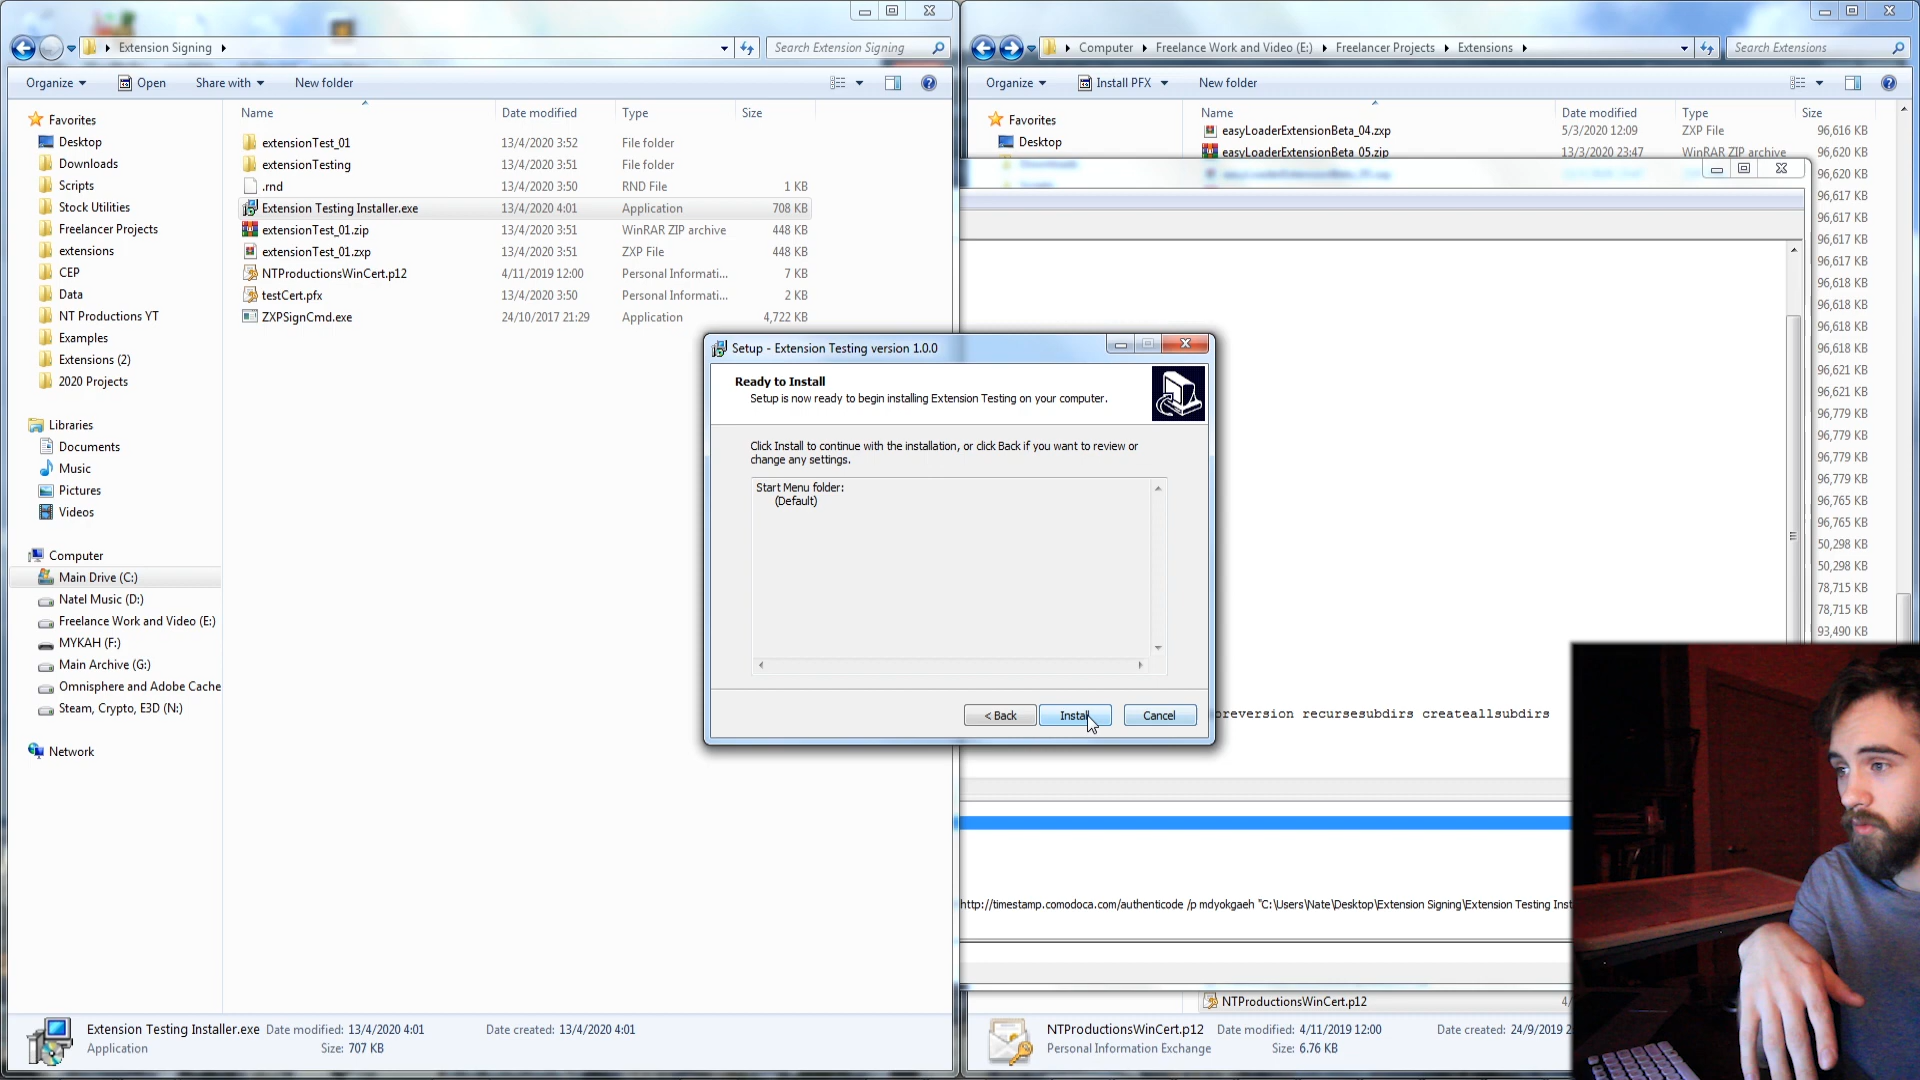 Extension Signing
Search Extension Signing
Organize
Open
Share with
New folder
Favorites
Desktop
Downloads
Scripts
Stock Utilities
Freelancer Projects
extensions
CEP
Data
NT Productions YT
Examples
Extensions (2)
2020 Projects
Libraries
Documents
Music
Pictures
Videos
Computer
Main Drive (C:)
Natel Music (D:)
Freelance Work and Video (E:)
MYKAH (F:)
Main Archive (G:)
Omnisphere and Adobe Cache
Steam, Crypto, E3D (N:)
Network
Name Date modified Type Size
extensionTest_01 13/4/2020 3:52 File folder
extensionTesting 13/4/2020 3:51 File folder
.rnd 13/4/2020 3:50 RND File 1 KB
Extension Testing Installer.exe 13/4/2020 4:01 Application 708 KB
extensionTest_01.zip 13/4/2020 3:51 WinRAR ZIP archive 448 KB
extensionTest_01.zxp 13/4/2020 3:51 ZXP File 448 KB
NTProductionsWinCert.p12 4/11/2019 12:00 Personal Informati... 7 KB
testCert.pfx 13/4/2020 3:50 Personal Informati... 2 KB
ZXPSignCmd.exe 24/10/2017 21:29 Application 4,722 KB
Extension Testing Installer.exe Date modified: 13/4/2020 4:01 Date created: 13/4/2020 4:01
Application Size: 707 KB
Setup - Extension Testing version 1.0.0
Ready to Install
Setup is now ready to begin installing Extension Testing on your computer.
Click Install to continue with the installation, or click Back if you want to review or
change any settings.
Start Menu folder:
(Default)
< Back
Install
Cancel
Computer
Freelance Work and Video (E:)
Freelancer Projects
Extensions
Search Extensions
Organize
Install PFX
New folder
Favorites
Desktop
Name Date modified Type Size
easyLoaderExtensionBeta_04.zxp 5/3/2020 12:09 ZXP File 96,616 KB
easyLoaderExtensionBeta_05.zip 13/3/2020 23:47 WinRAR ZIP archive 96,620 KB
96,620 KB
96,617 KB
96,617 KB
96,617 KB
96,617 KB
96,618 KB
96,618 KB
96,618 KB
96,618 KB
96,621 KB
96,621 KB
96,779 KB
96,779 KB
96,779 KB
96,779 KB
96,765 KB
96,765 KB
50,298 KB
50,298 KB
78,715 KB
78,715 KB
93,490 KB
oreversion recursesubdirs createallsubdirs
http://timestamp.comodoca.com/authenticode /p mdyokgaeh "C:\Users\Nate\Desktop\Extension Signing\Extension Testing Inst
NTProductionsWinCert.p12 4/
NTProductionsWinCert.p12 Date modified: 4/11/2019 12:00 Date created: 24/9/2019 2
Personal Information Exchange Size: 6.76 KB